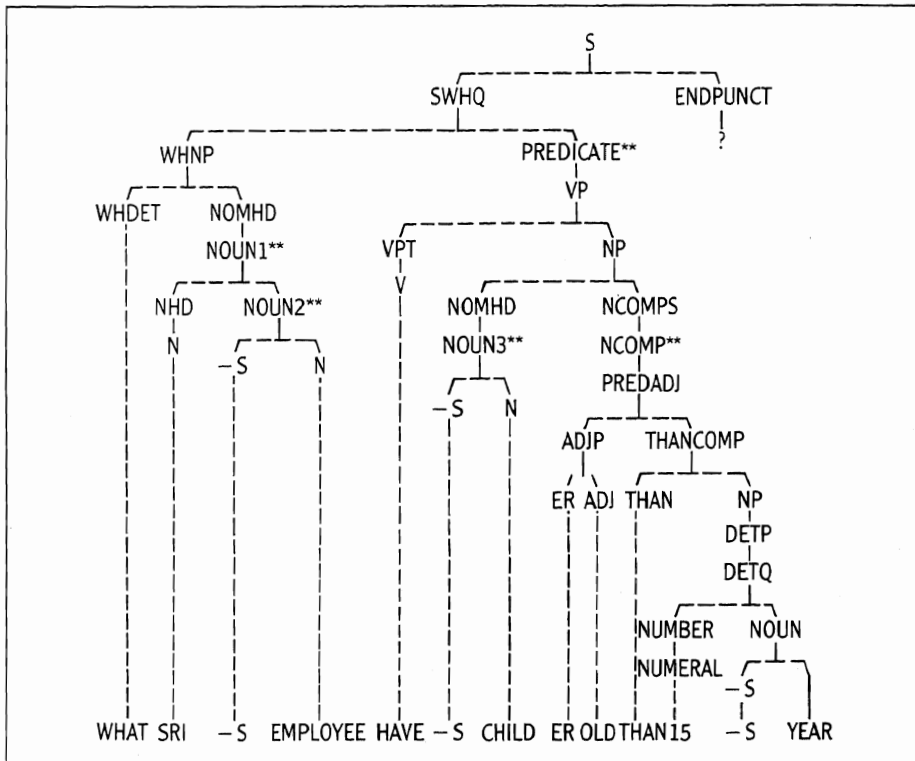 S
SWHQ ENDPUNCT
WHNP PREDICATE** ?
VP
WHDET NOMHD
NOUN1** VPT NP
V
NHD NOUN2** NOMHD NCOMPS
N NOUN3** NCOMP**
–S N
PREDADJ
–S N
ADJP THANCOMP
ER ADJ THAN NP
DETP
DETQ
NUMBER NOUN
NUMERAL
–S
WHAT SRI –S EMPLOYEE HAVE –S CHILD ER OLD THAN 15 –S YEAR